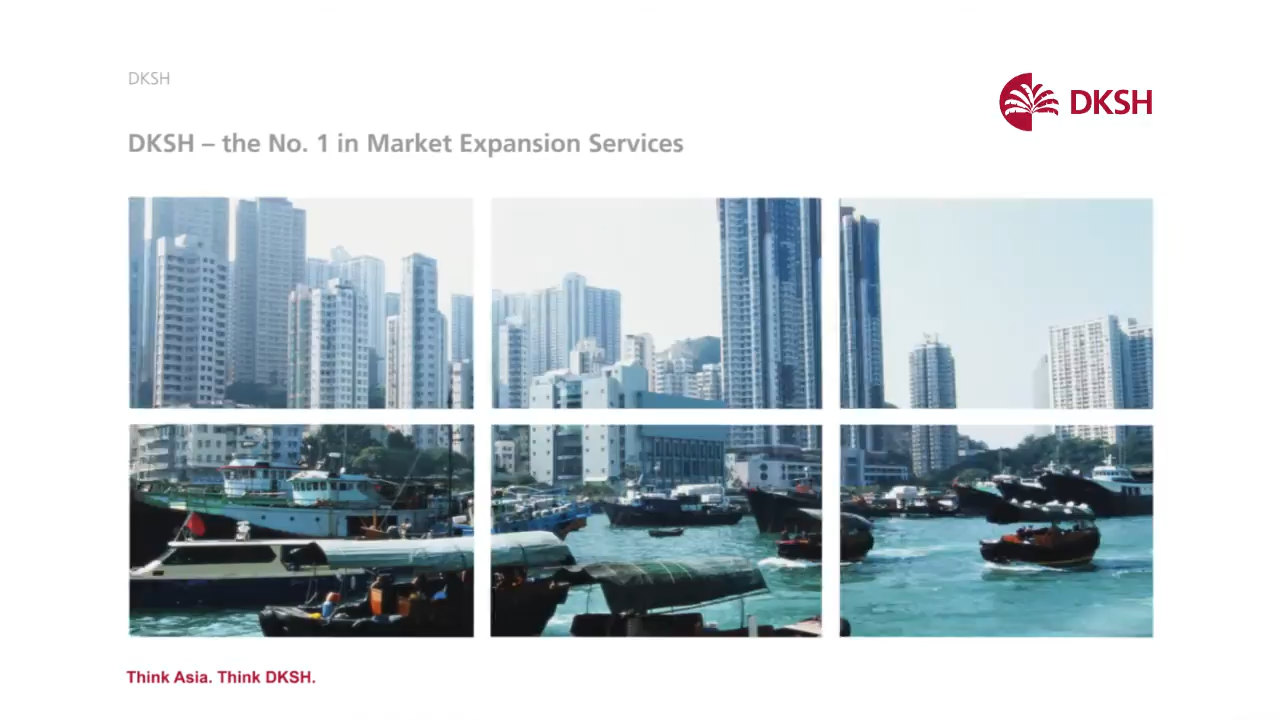 DKSH
DKSH
DKSH – the No. 1 in Market Expansion Services
Think Asia. Think DKSH.